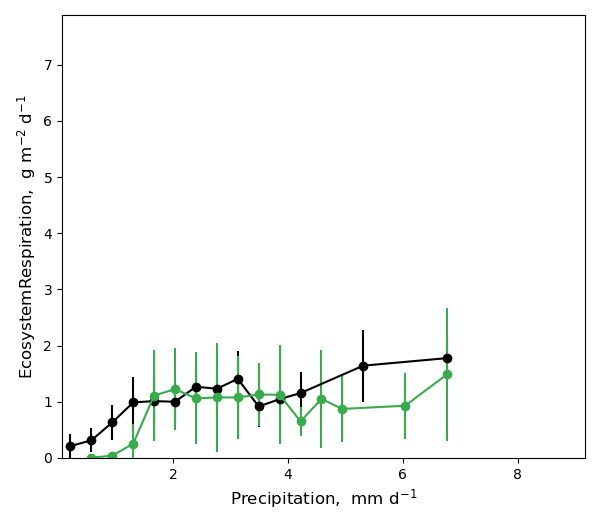 7
6
5
4
3
2
1
0
2 4 6 8
EcosystemRespiration,  g m⁻² d⁻¹
Precipitation,  mm d⁻¹